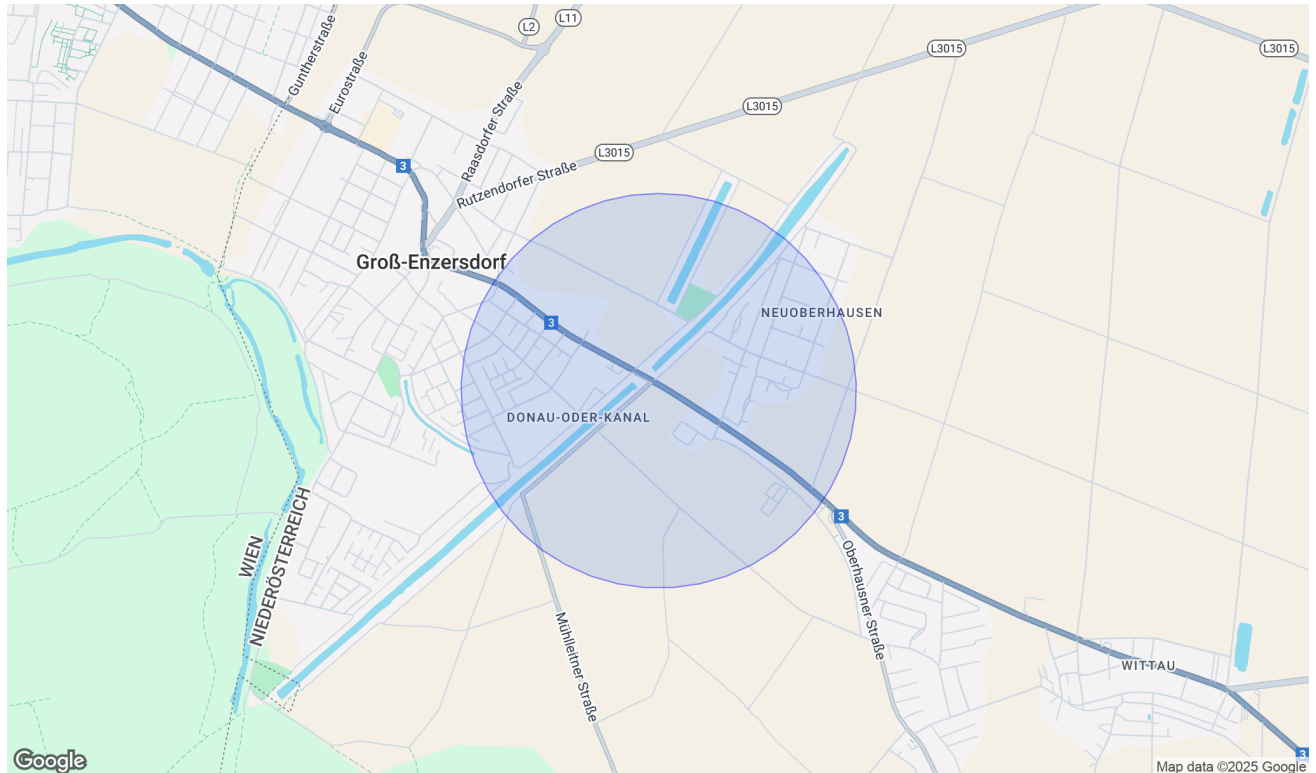 L2
L11
L3015
L3015
Guntherstraße
Eurostraße
Raasdorfer Straße
L3015
L3015
3
Rutzendorfer Straße
Groß-Enzersdorf
3
NEUOBERHAUSEN
DONAU-ODER-KANAL
3
WIEN
NIEDERÖSTERREICH
Oberhausner Straße
Mühlleitner Straße
WITTAU
3
Google
Map data ©2025 Google